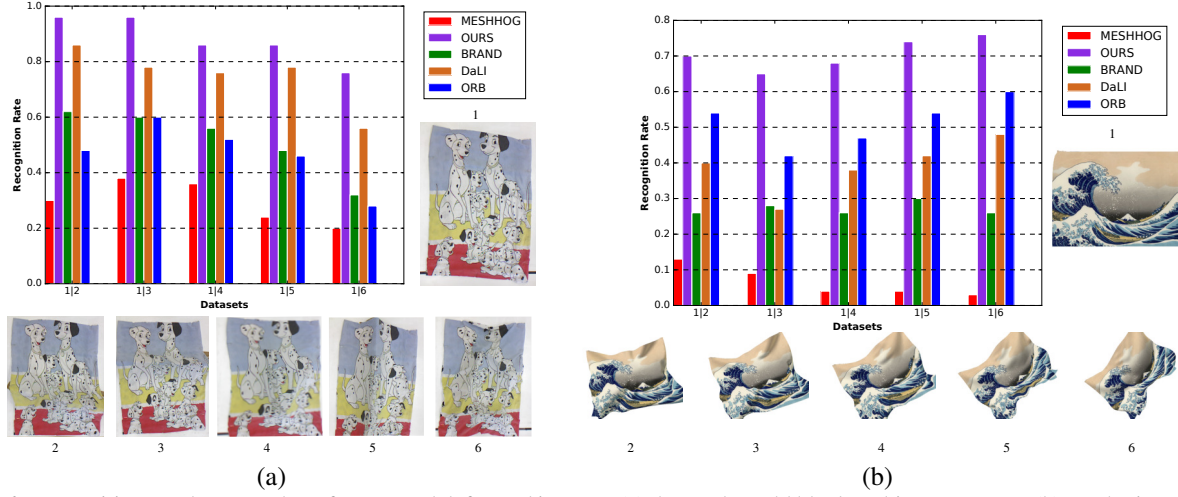 1.0
0.8
0.6
0.4
0.2
0.0
Recognition Rate
1|2 1|3 1|4 1|5 1|6
Datasets
MESHHOG
OURS
BRAND
DaLI
ORB
1
2 3 4 5 6
(a)
0.8
0.7
0.6
0.5
0.4
0.3
0.2
0.1
0.0
Recognition Rate
1|2 1|3 1|4 1|5 1|6
Datasets
MESHHOG
OURS
BRAND
DaLI
ORB
1
2 3 4 5 6
(b)